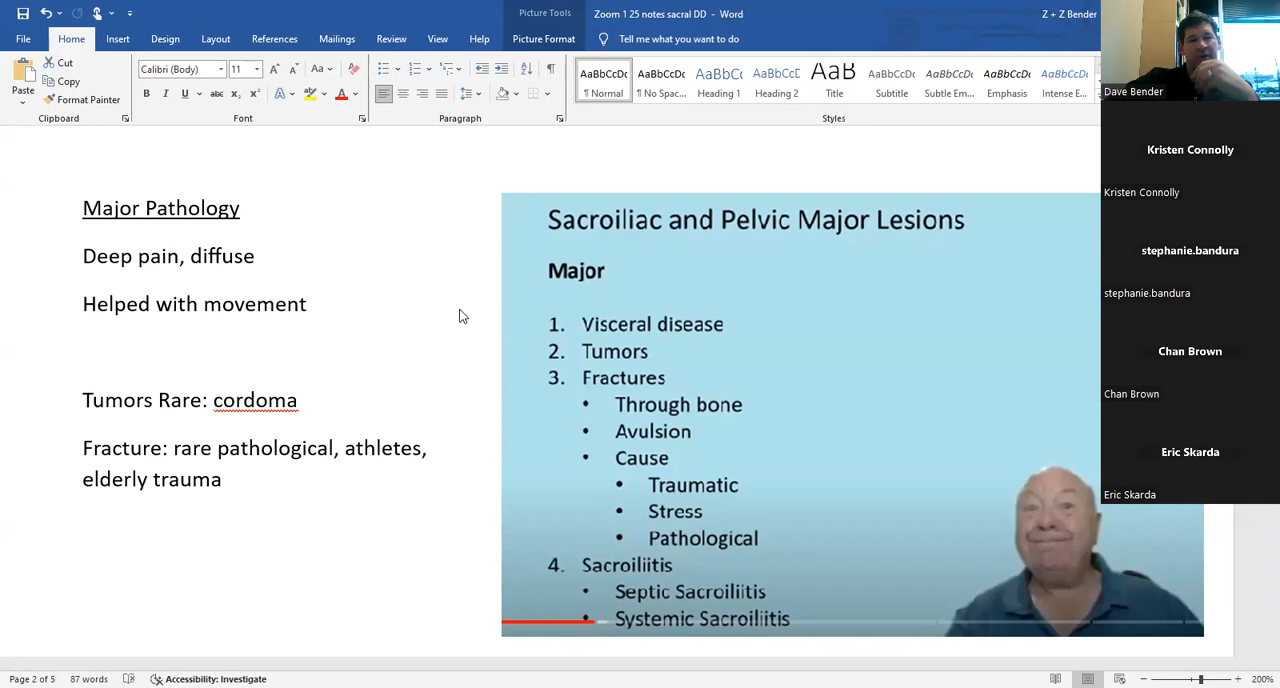 Picture Tools
Zoom 1 25 notes sacral DD - Word
Z + Z Bender
File
Home
Insert
Design
Layout
References
Mailings
Review
View
Help
Picture Format
Tell me what you want to do
Paste
Cut
Copy
Format Painter
Calibri (Body)
11
AaBbCcDc
¶ Normal
AaBbCcDc
¶ No Spac...
AaBbCc
Heading 1
AaBbCcD
Heading 2
AaB
Title
AaBbCcD
Subtitle
AaBbCcDc
Subtle Em...
AaBbCcDc
Emphasis
AaBbCcDc
Intense E...
Clipboard
Font
Paragraph
Styles
Major Pathology
Deep pain, diffuse
Helped with movement
Tumors Rare: cordoma
Fracture: rare pathological, athletes,
elderly trauma
Sacroiliac and Pelvic Major Lesions
Major
1. Visceral disease
2. Tumors
3. Fractures
• Through bone
• Avulsion
• Cause
• Traumatic
• Stress
• Pathological
4. Sacroiliitis
• Septic Sacroiliitis
• Systemic Sacroiliitis
Dave Bender
Kristen Connolly
Kristen Connolly
stephanie.bandura
stephanie.bandura
Chan Brown
Chan Brown
Eric Skarda
Eric Skarda
Page 2 of 5
87 words
Accessibility: Investigate
200%